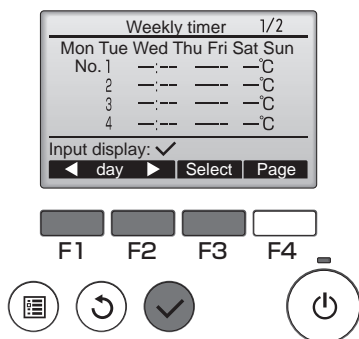 Weekly timer 1/2
Mon Tue Wed Thu Fri Sat Sun
No. 1 –:-- –––– –°C
2 –:-- –––– –°C
3 –:-- –––– –°C
4 –:-- –––– –°C
Input display: ✓
◀ day ▶ Select Page
F1 F2 F3 F4